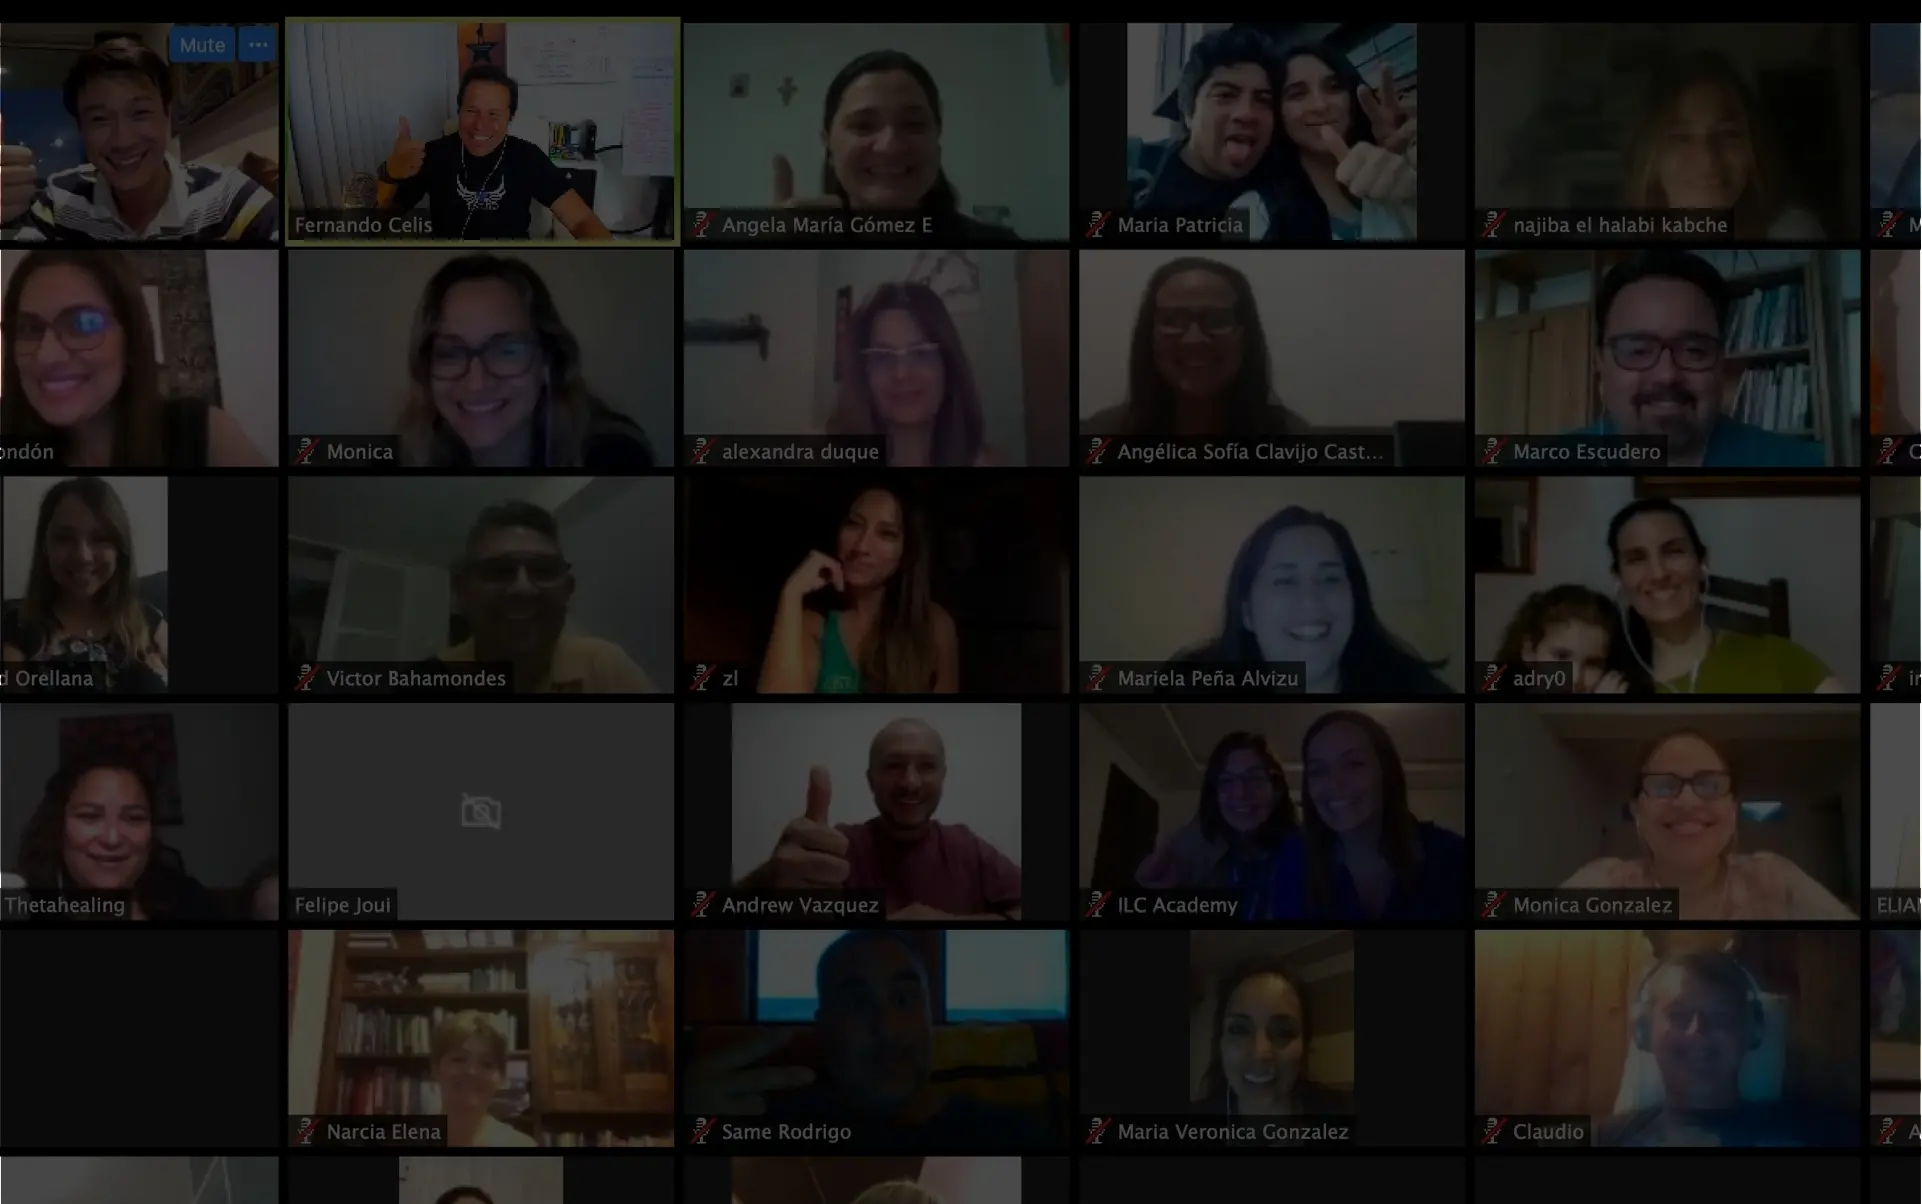 Mute
Fernando Celis
Angela María Gómez E
Maria Patricia
najiba el halabi kabche
M
ondón
Monica
alexandra duque
Angélica Sofía Clavijo Cast...
Marco Escudero
d Orellana
Victor Bahamondes
zl
Mariela Peña Alvizu
adry0
Thetahealing
Felipe Joui
Andrew Vazquez
ILC Academy
Monica Gonzalez
ELIA
Narcia Elena
Same Rodrigo
Maria Veronica Gonzalez
Claudio
A